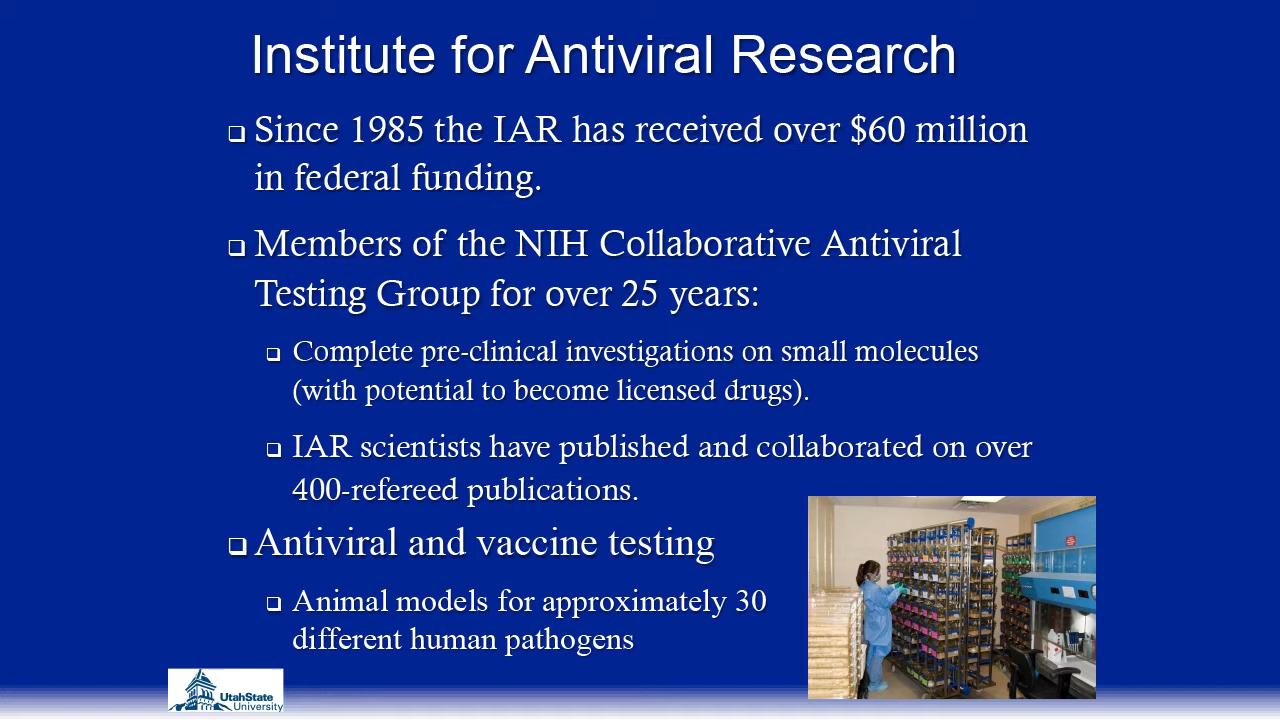 Institute for Antiviral Research
❑ Since 1985 the IAR has received over $60 million
in federal funding.
❑ Members of the NIH Collaborative Antiviral
Testing Group for over 25 years:
❑ Complete pre-clinical investigations on small molecules
(with potential to become licensed drugs).
❑ IAR scientists have published and collaborated on over
400-refereed publications.
❑ Antiviral and vaccine testing
❑ Animal models for approximately 30
different human pathogens
UtahState
University